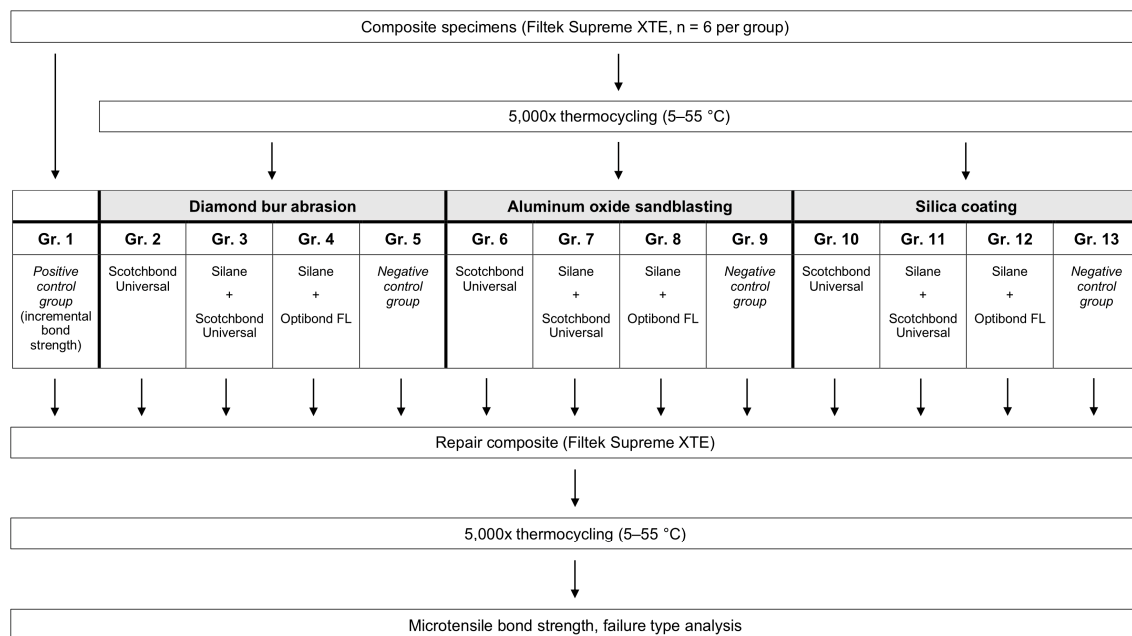 Composite specimens (Filtek Supreme XTE, n = 6 per group)
5,000x thermocycling (5–55 °C)
Diamond bur abrasion
Aluminum oxide sandblasting
Silica coating
Gr. 1
Gr. 2
Gr. 3
Gr. 4
Gr. 5
Gr. 6
Gr. 7
Gr. 8
Gr. 9
Gr. 10
Gr. 11
Gr. 12
Gr. 13
Positive
control
group
(incremental
bond
strength)
Scotchbond
Universal
Silane
+
Scotchbond
Universal
Silane
+
Optibond FL
Negative
control
group
Scotchbond
Universal
Silane
+
Scotchbond
Universal
Silane
+
Optibond FL
Negative
control
group
Scotchbond
Universal
Silane
+
Scotchbond
Universal
Silane
+
Optibond FL
Negative
control
group
Repair composite (Filtek Supreme XTE)
5,000x thermocycling (5–55 °C)
Microtensile bond strength, failure type analysis